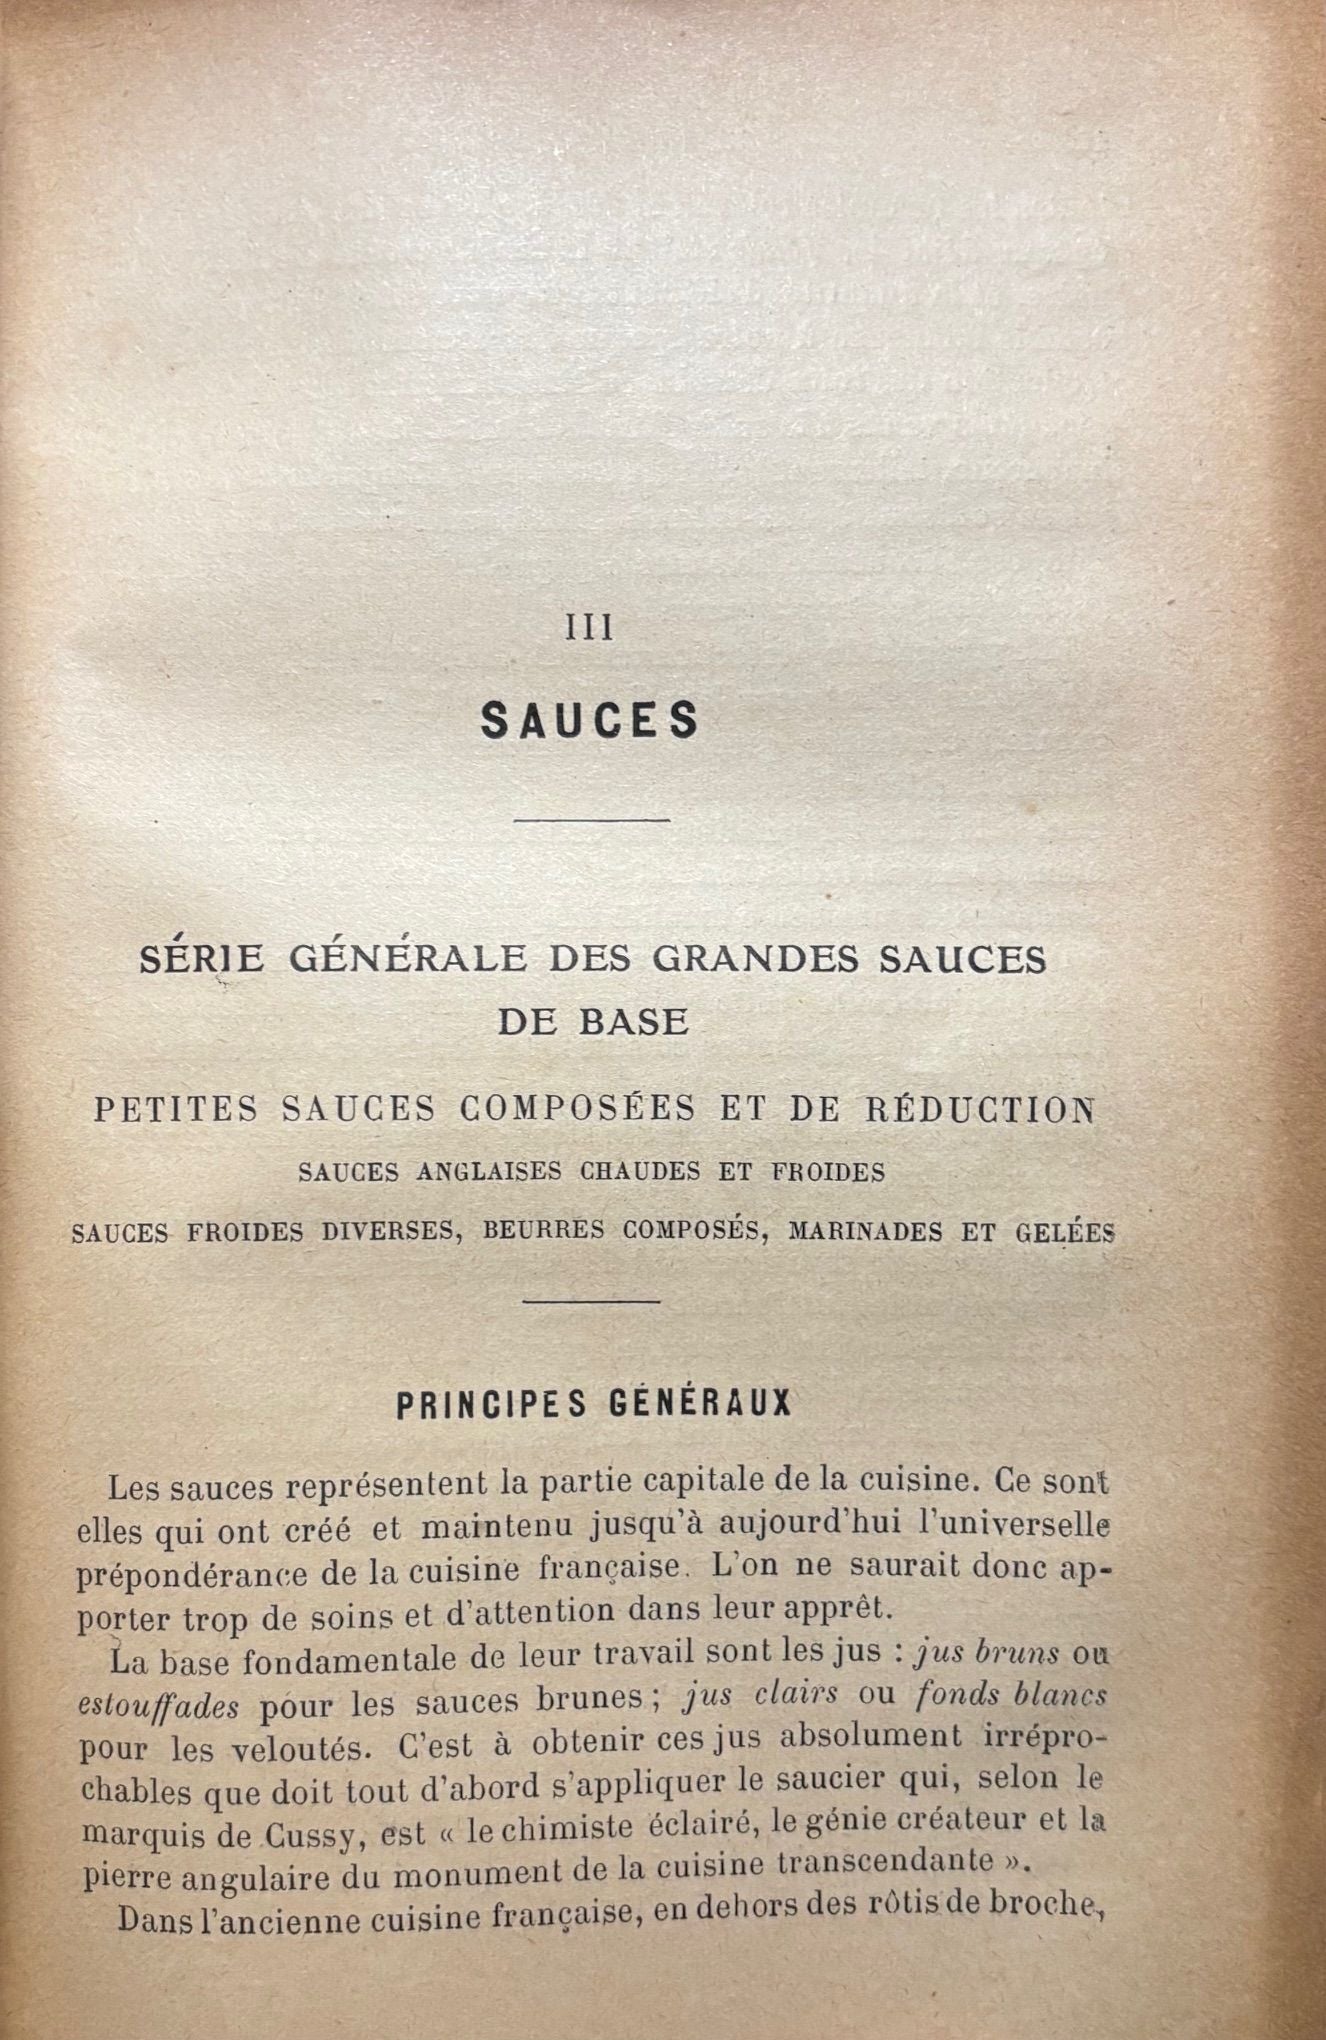 III
SAUCES
SÉRIE GÉNÉRALE DES GRANDES SAUCES
DE BASE
PETITES SAUCES COMPOSÉES ET DE RÉDUCTION
SAUCES ANGLAISES CHAUDES ET FROIDES
SAUCES FROIDES DIVERSES, BEURRES COMPOSÉS, MARINADES ET GELÉES
PRINCIPES GÉNÉRAUX
Les sauces représentent la partie capitale de la cuisine. Ce sont
elles qui ont créé et maintenu jusqu'à aujourd'hui l'universelle
prépondérance de la cuisine française. L'on ne saurait donc ap-
porter trop de soins et d'attention dans leur apprêt.
La base fondamentale de leur travail sont les jus : jus bruns ou
estouffades pour les sauces brunes ; jus clairs ou fonds blancs
pour les veloutés. C'est à obtenir ces jus absolument irrépro-
chables que doit tout d'abord s'appliquer le saucier qui, selon le
marquis de Cussy, est « le chimiste éclairé, le génie créateur et la
pierre angulaire du monument de la cuisine transcendante ».
Dans l'ancienne cuisine française, en dehors des rôtis de broche,